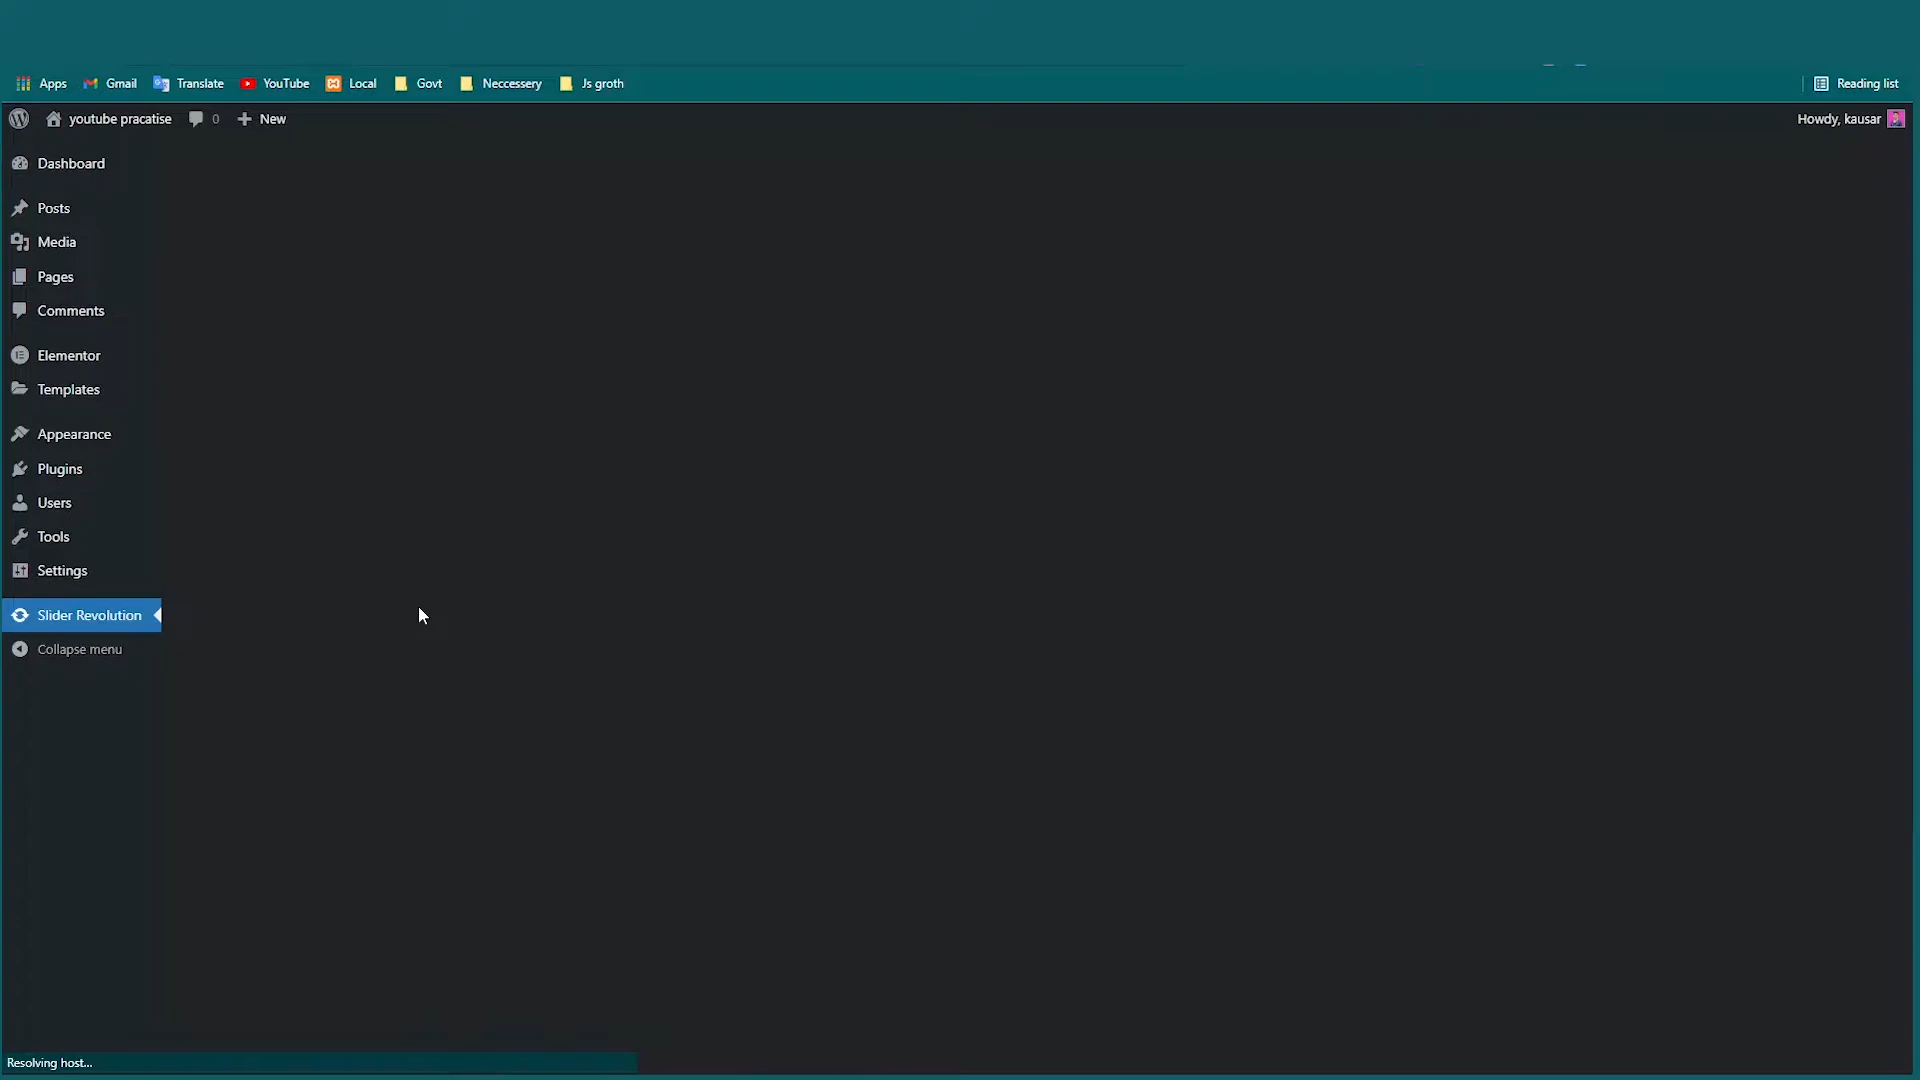 Apps Gmail Translate YouTube Local Govt Neccessery Js groth Reading list
youtube pracatise 0 New Howdy, kausar
Dashboard
Posts
Media
Pages
Comments
Elementor
Templates
Appearance
Plugins
Users
Tools
Settings
Slider Revolution
Collapse menu
Resolving host...